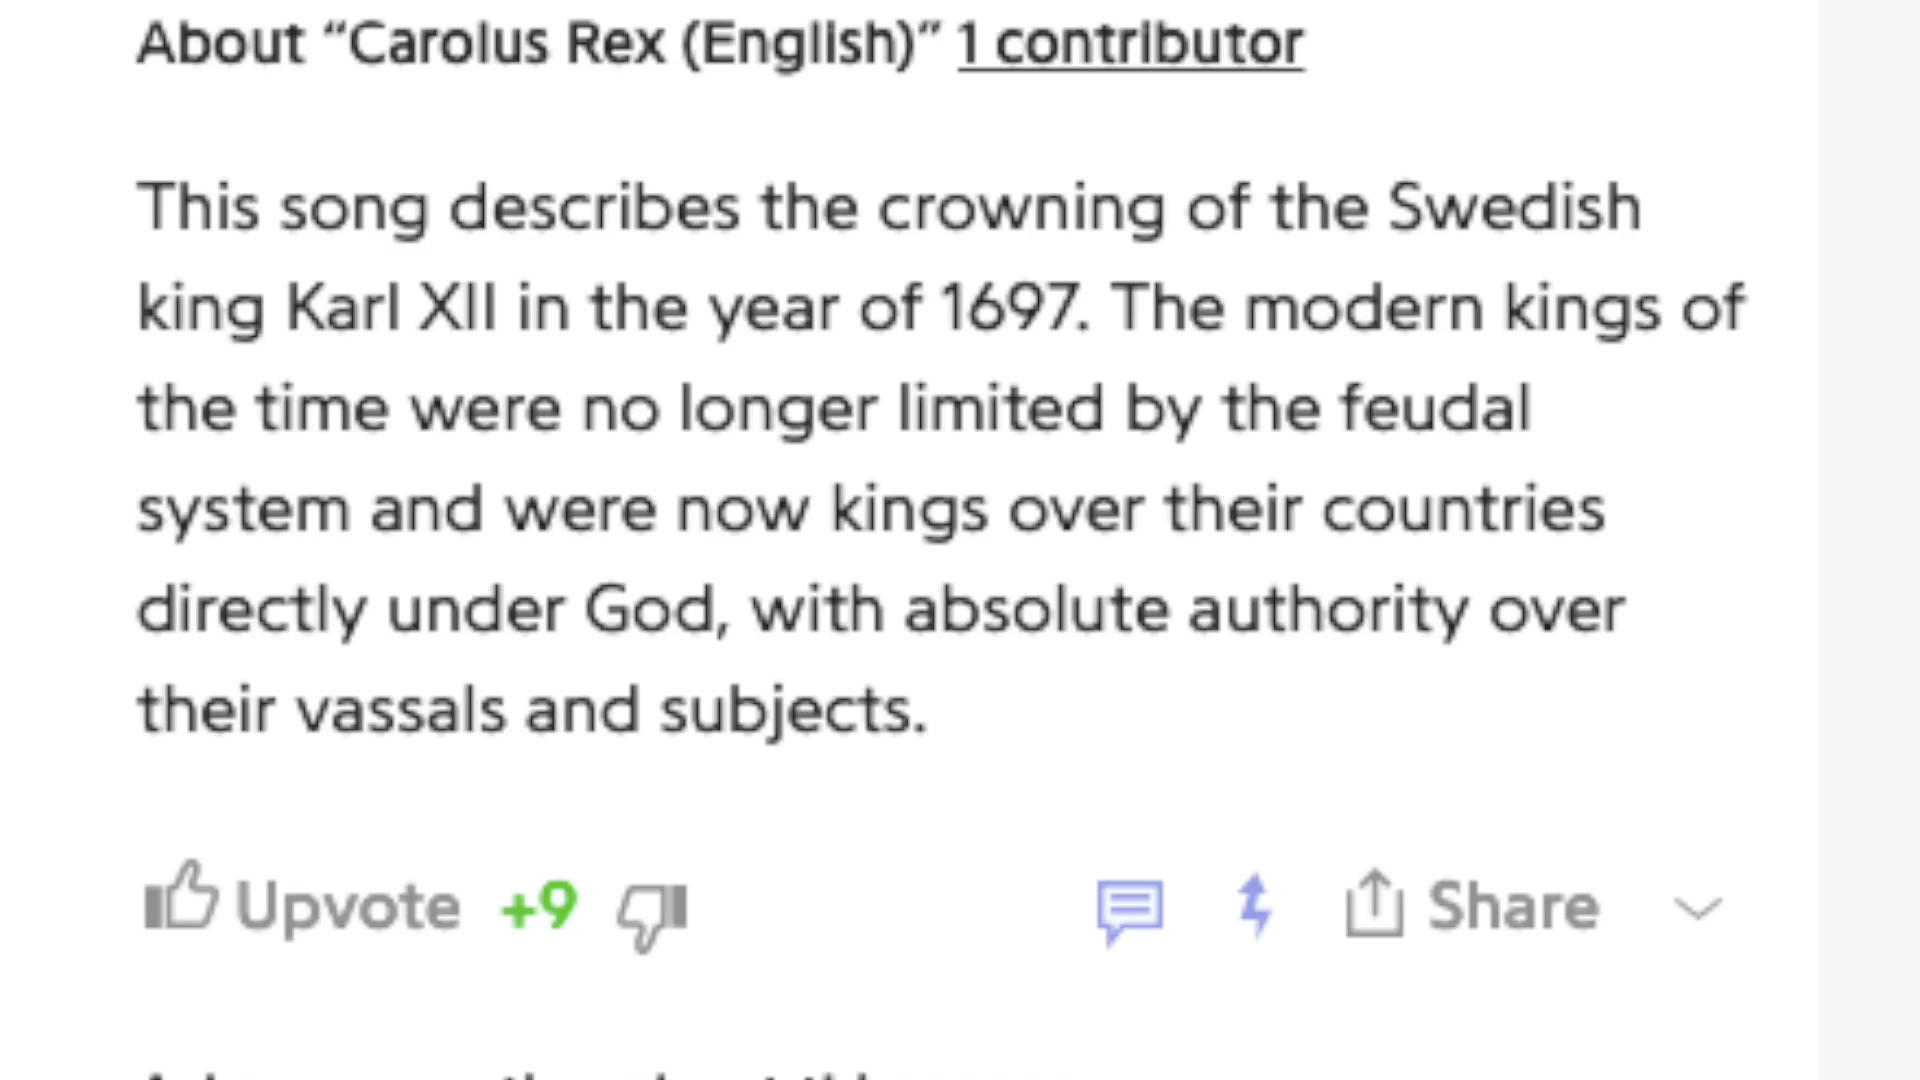 About “Carolus Rex (English)” 1 contributor
This song describes the crowning of the Swedish
king Karl XII in the year of 1697. The modern kings of
the time were no longer limited by the feudal
system and were now kings over their countries
directly under God, with absolute authority over
their vassals and subjects.
Upvote +9 Share